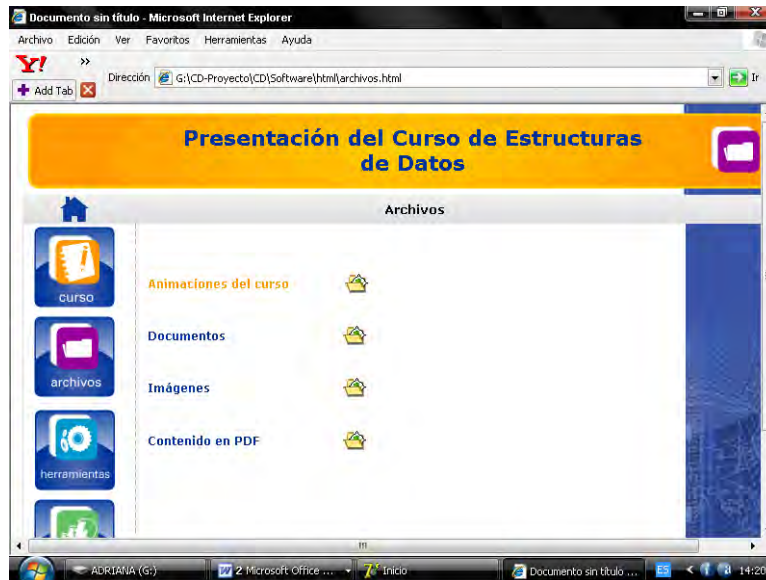 Documento sin título - Microsoft Internet Explorer
Archivo Edición Ver Favoritos Herramientas Ayuda
Y! »
Add Tab
Dirección G:\CD-Proyecto\CD\Software\html\archivos.html Ir
Presentación del Curso de Estructuras
de Datos
Archivos
curso
Animaciones del curso
Documentos
archivos
Imágenes
Contenido en PDF
herramientas
ADRIANA (G:) 2 Microsoft Office ... 7 Inicio Documento sin título ... ES < 14:20